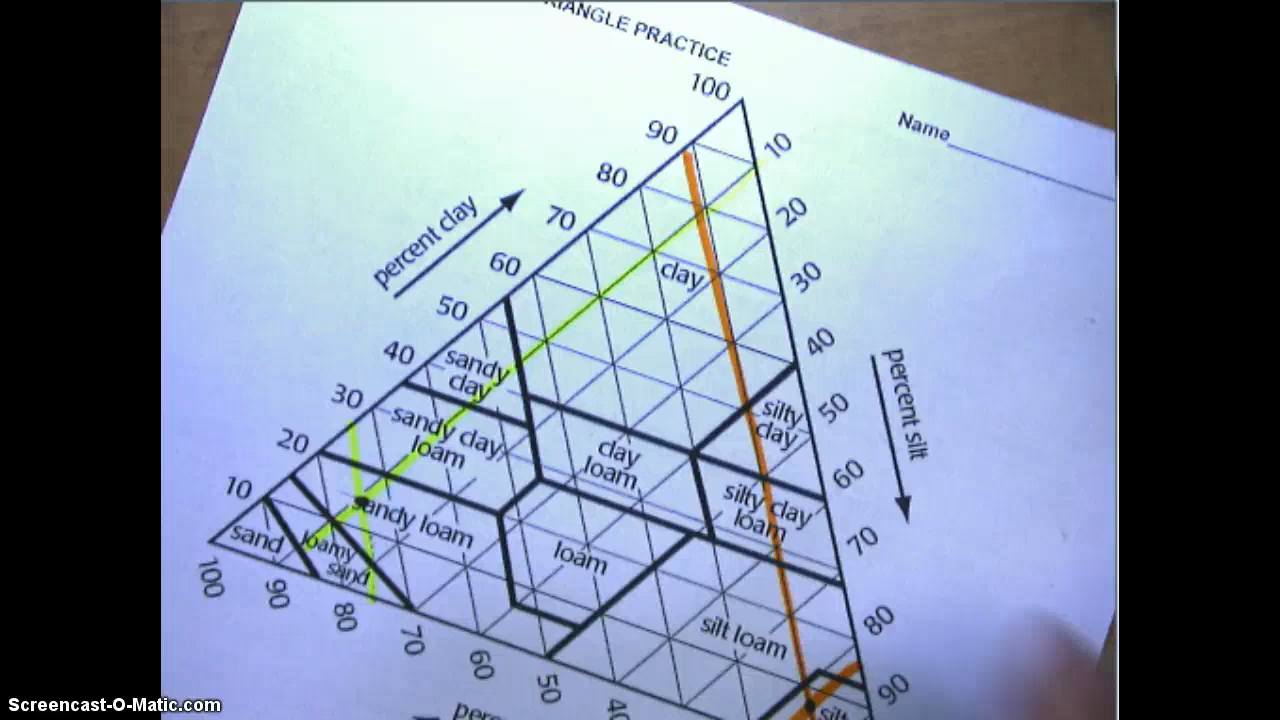 TRIANGLE PRACTICE
Name
100
90
80
70
60
50
40
30
20
10
percent clay
10
20
30
40
50
60
70
80
90
percent silt
clay
sandy
clay
silty
clay
sandy clay
loam
clay
loam
silty clay
loam
sandy loam
loam
silt loam
sand
loamy
sand
silt
100
90
80
70
60
50
Screencast-O-Matic.com